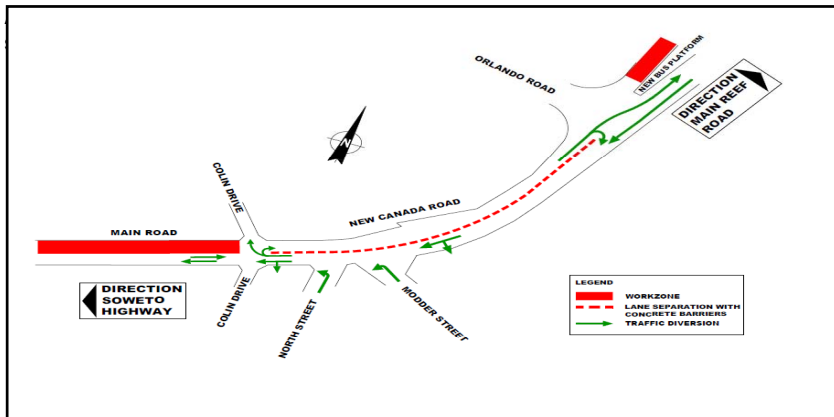 ORLANDO ROAD
NEW BUS PLATFORM
DIRECTION
MAIN REEF
ROAD
N
COLIN DRIVE
NEW CANADA ROAD
MAIN ROAD
DIRECTION
SOWETO
HIGHWAY
COLIN DRIVE
NORTH STREET
MODDER STREET
LEGEND
WORKZONE
LANE SEPARATION WITH
CONCRETE BARRIERS
TRAFFIC DIVERSION